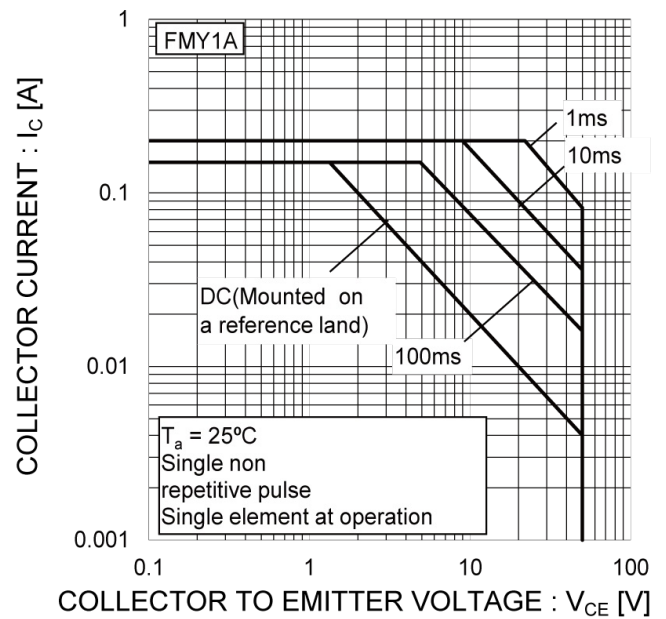 1
FMY1A
1ms
10ms
0.1
DC(Mounted on
a reference land)
100ms
0.01
Ta = 25ºC
Single non
repetitive pulse
Single element at operation
0.001
0.1
1
10
100
COLLECTOR CURRENT : IC [A]
COLLECTOR TO EMITTER VOLTAGE : VCE [V]